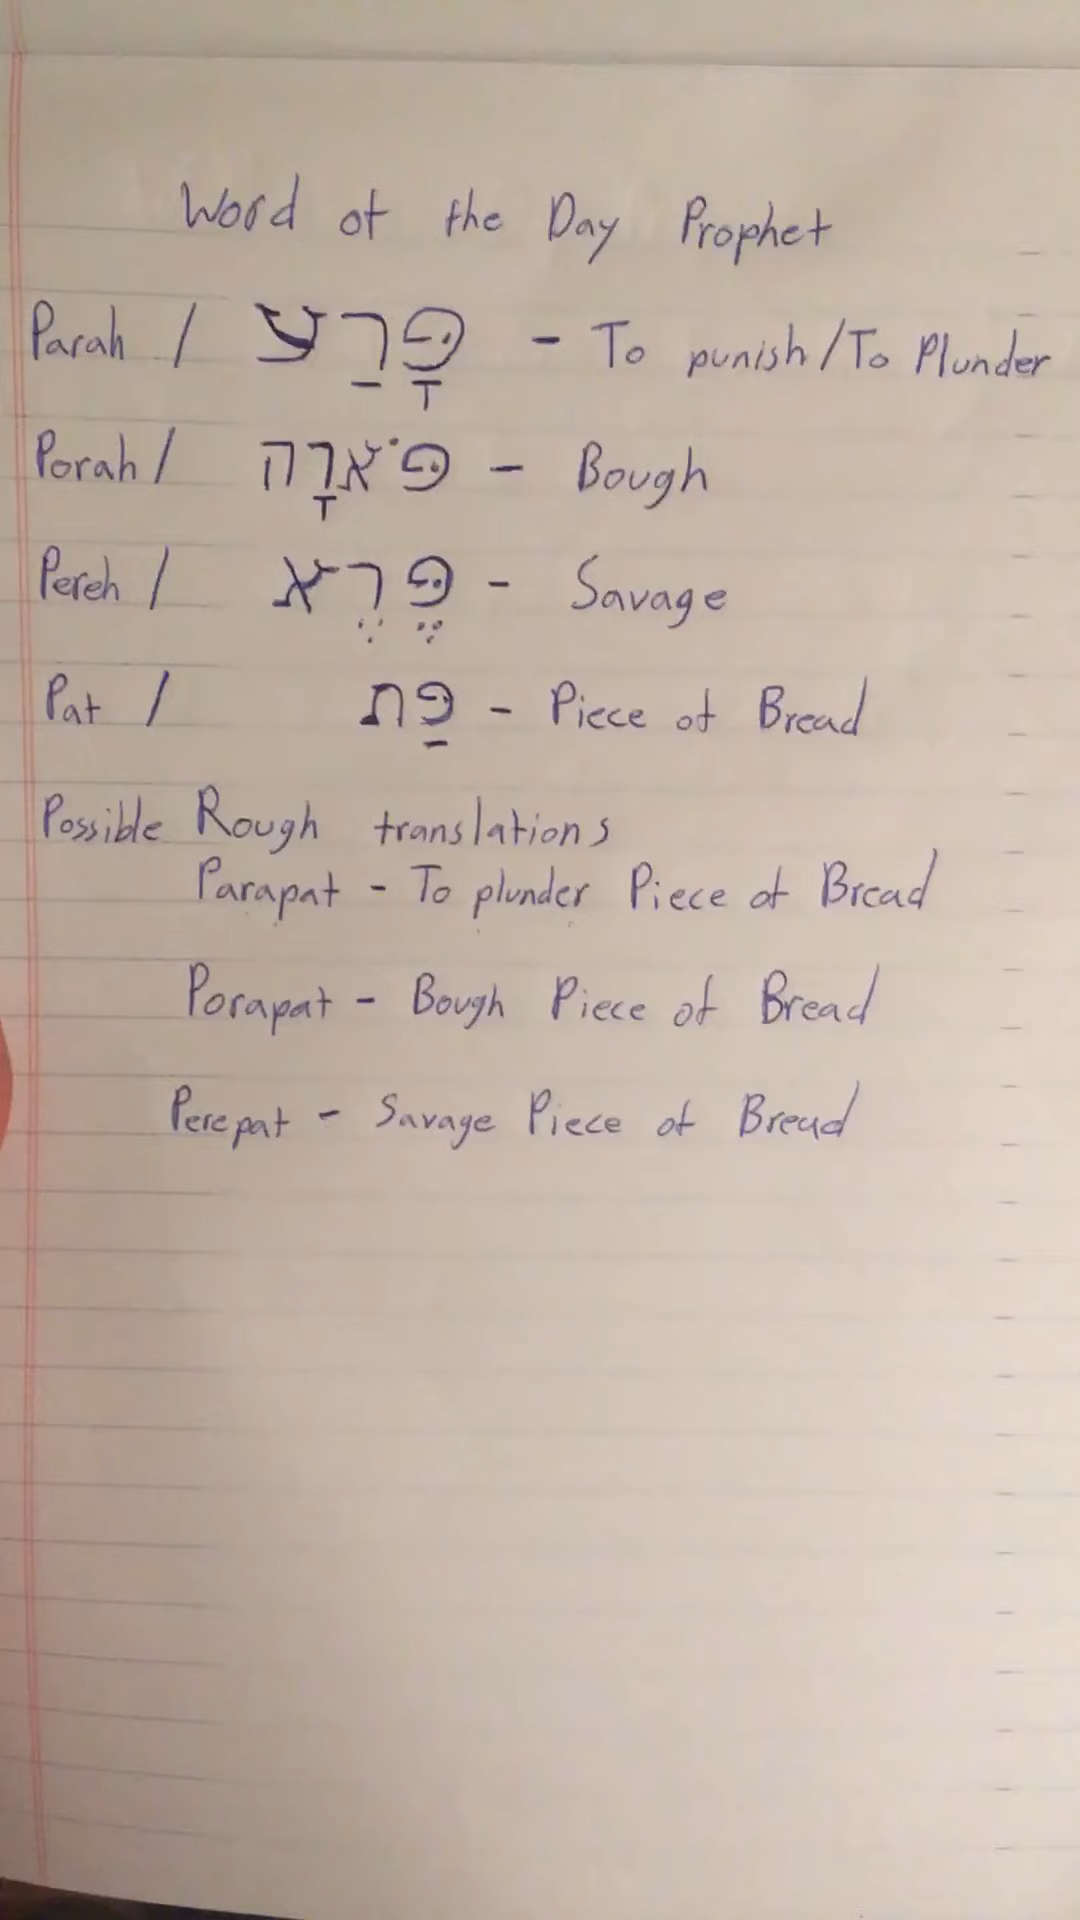 Word of the Day Prophet
Parah / פָּרַע - To punish/To Plunder
Porah / פֹּארָה - Bough
Pereh / פֶּרֶא - Savage
Pat / פַּת - Piece of Bread
Possible Rough translations
Parapat - To plunder Piece of Bread
Porapat - Bough Piece of Bread
Perepat - Savage Piece of Bread